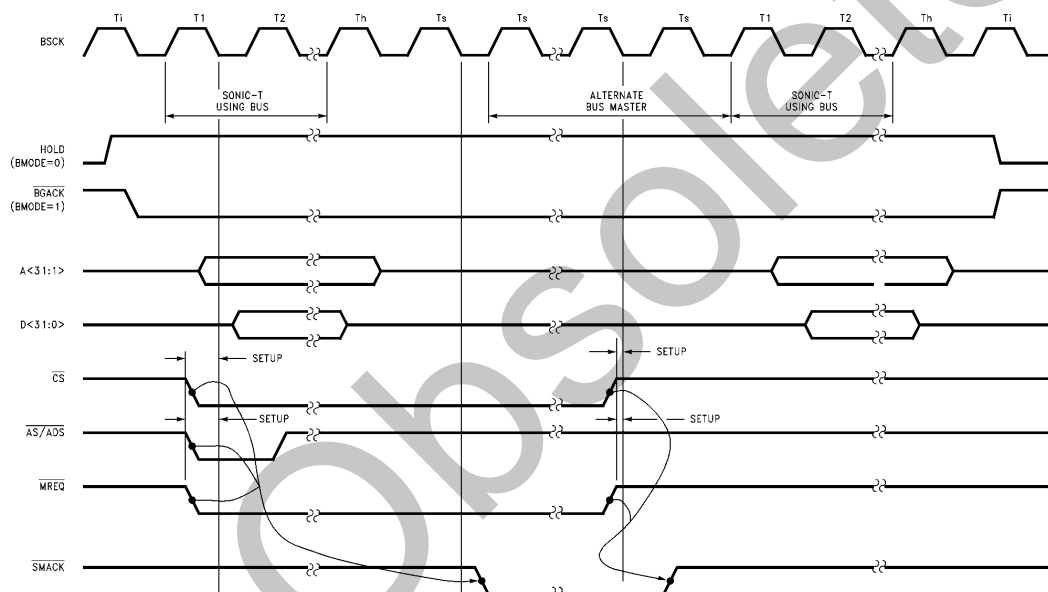 Ti T1 T2 Th Ts Ts Ts Ts T1 T2 Th Ti
BSCK
SONIC-T
USING BUS
ALTERNATE
BUS MASTER
SONIC-T
USING BUS
HOLD
(BMODE=0)
BGACK
(BMODE=1)
A<31:1>
D<31:0>
SETUP
SETUP
CS
SETUP
SETUP
AS/ADS
MREQ
SMACK
Obsolete